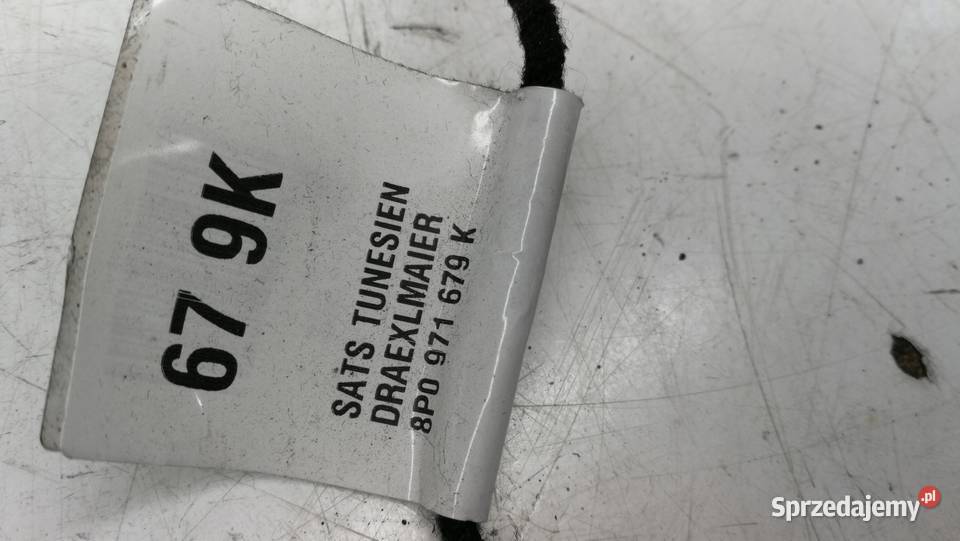 67 9K
SATS TUNESIEN
DRAEXLMAIER
8P0 971 679 K
Sprzedajemy.pl